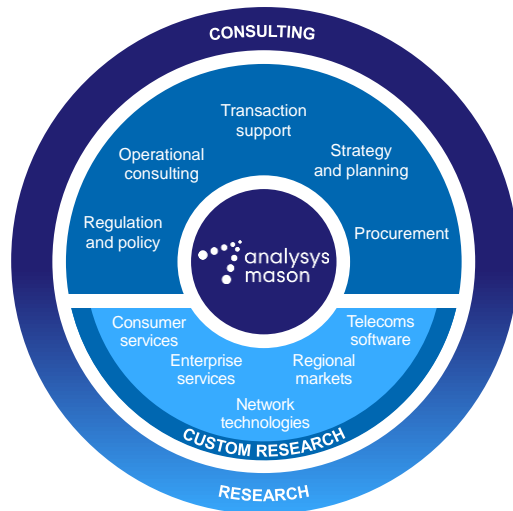 CONSULTING
Transaction
support
Operational
consulting
Strategy
and planning
Regulation
and policy
Procurement
analysys
mason
Consumer
services
Telecoms
software
Enterprise
services
Regional
markets
Network
technologies
CUSTOM RESEARCH
RESEARCH